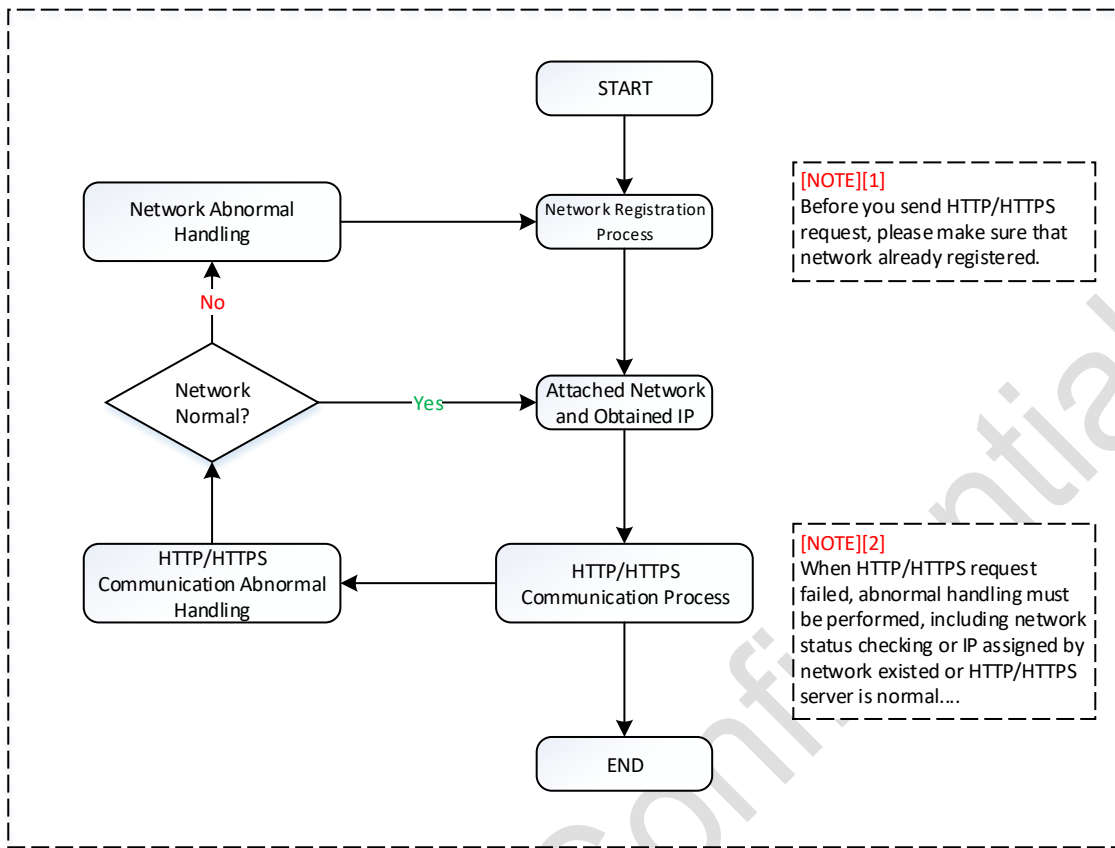 START
Network Abnormal
Handling
Network Registration
Process
[NOTE][1]
Before you send HTTP/HTTPS
request, please make sure that
network already registered.
No
Network
Normal?
Yes
Attached Network
and Obtained IP
HTTP/HTTPS
Communication Abnormal
Handling
HTTP/HTTPS
Communication Process
[NOTE][2]
When HTTP/HTTPS request
failed, abnormal handling must
be performed, including network
status checking or IP assigned by
network existed or HTTP/HTTPS
server is normal....
END